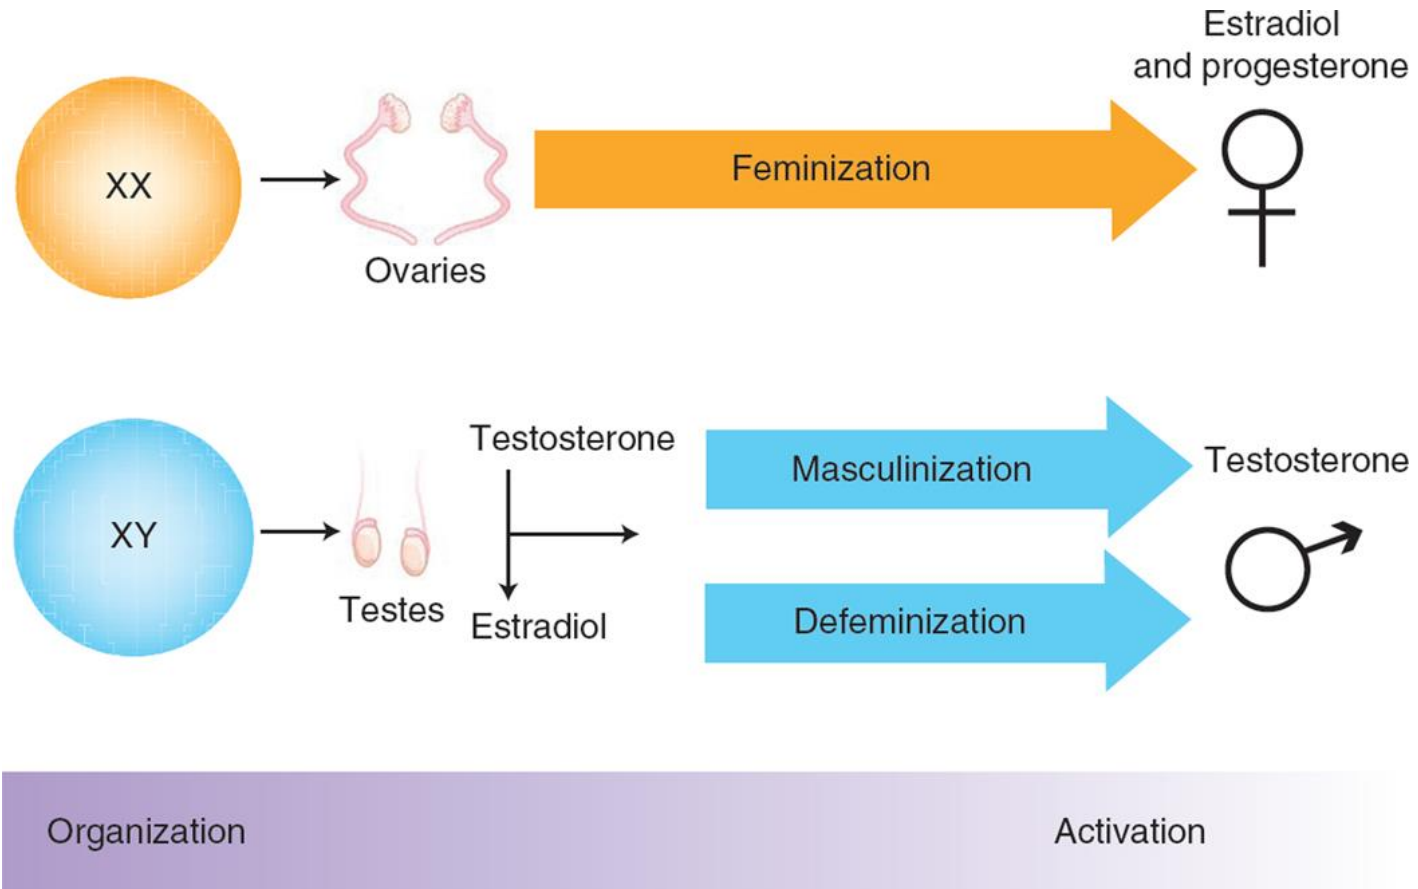 Estradiol
and progesterone
XX
Feminization
Ovaries
Testosterone
Masculinization
Testosterone
XY
Testes
Estradiol
Defeminization
Organization
Activation